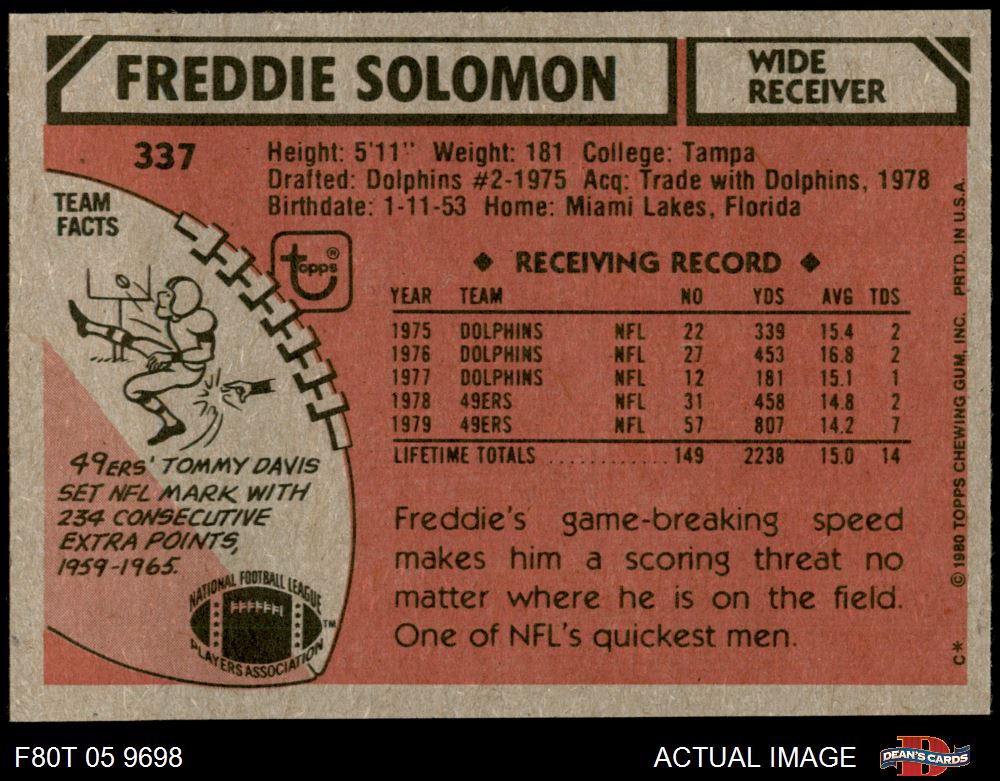 FREDDIE SOLOMON
WIDE
RECEIVER
337
Height: 5'11" Weight: 181 College: Tampa
Drafted: Dolphins #2-1975 Acq: Trade with Dolphins, 1978
Birthdate: 1-11-53 Home: Miami Lakes, Florida
TEAM
FACTS
topps®
◆ RECEIVING RECORD ◆
YEAR TEAM NO YDS AVG TDS
1975 DOLPHINS NFL 22 339 15.4 2
1976 DOLPHINS NFL 27 453 16.8 2
1977 DOLPHINS NFL 12 181 15.1 1
1978 49ERS NFL 31 458 14.8 2
1979 49ERS NFL 57 807 14.2 7
LIFETIME TOTALS ............ 149 2238 15.0 14
49ERS' TOMMY DAVIS
SET NFL MARK WITH
234 CONSECUTIVE
EXTRA POINTS,
1959-1965.
NATIONAL FOOTBALL LEAGUE
PLAYERS ASSOCIATION
TM
Freddie's game-breaking speed
makes him a scoring threat no
matter where he is on the field.
One of NFL's quickest men.
C* © 1980 TOPPS CHEWING GUM, INC. PRTD. IN U.S.A.
F80T 05 9698
ACTUAL IMAGE
DEAN'S CARDS